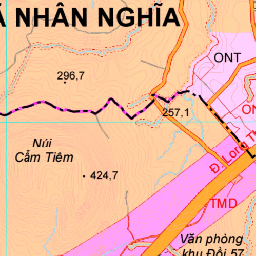 Ã NHÂN NGHĨA
ONT
296,7
257,1
Núi
Cẩm Tiêm
Đ. Long
424,7
TMD
Văn phòng
khu Đồi 57